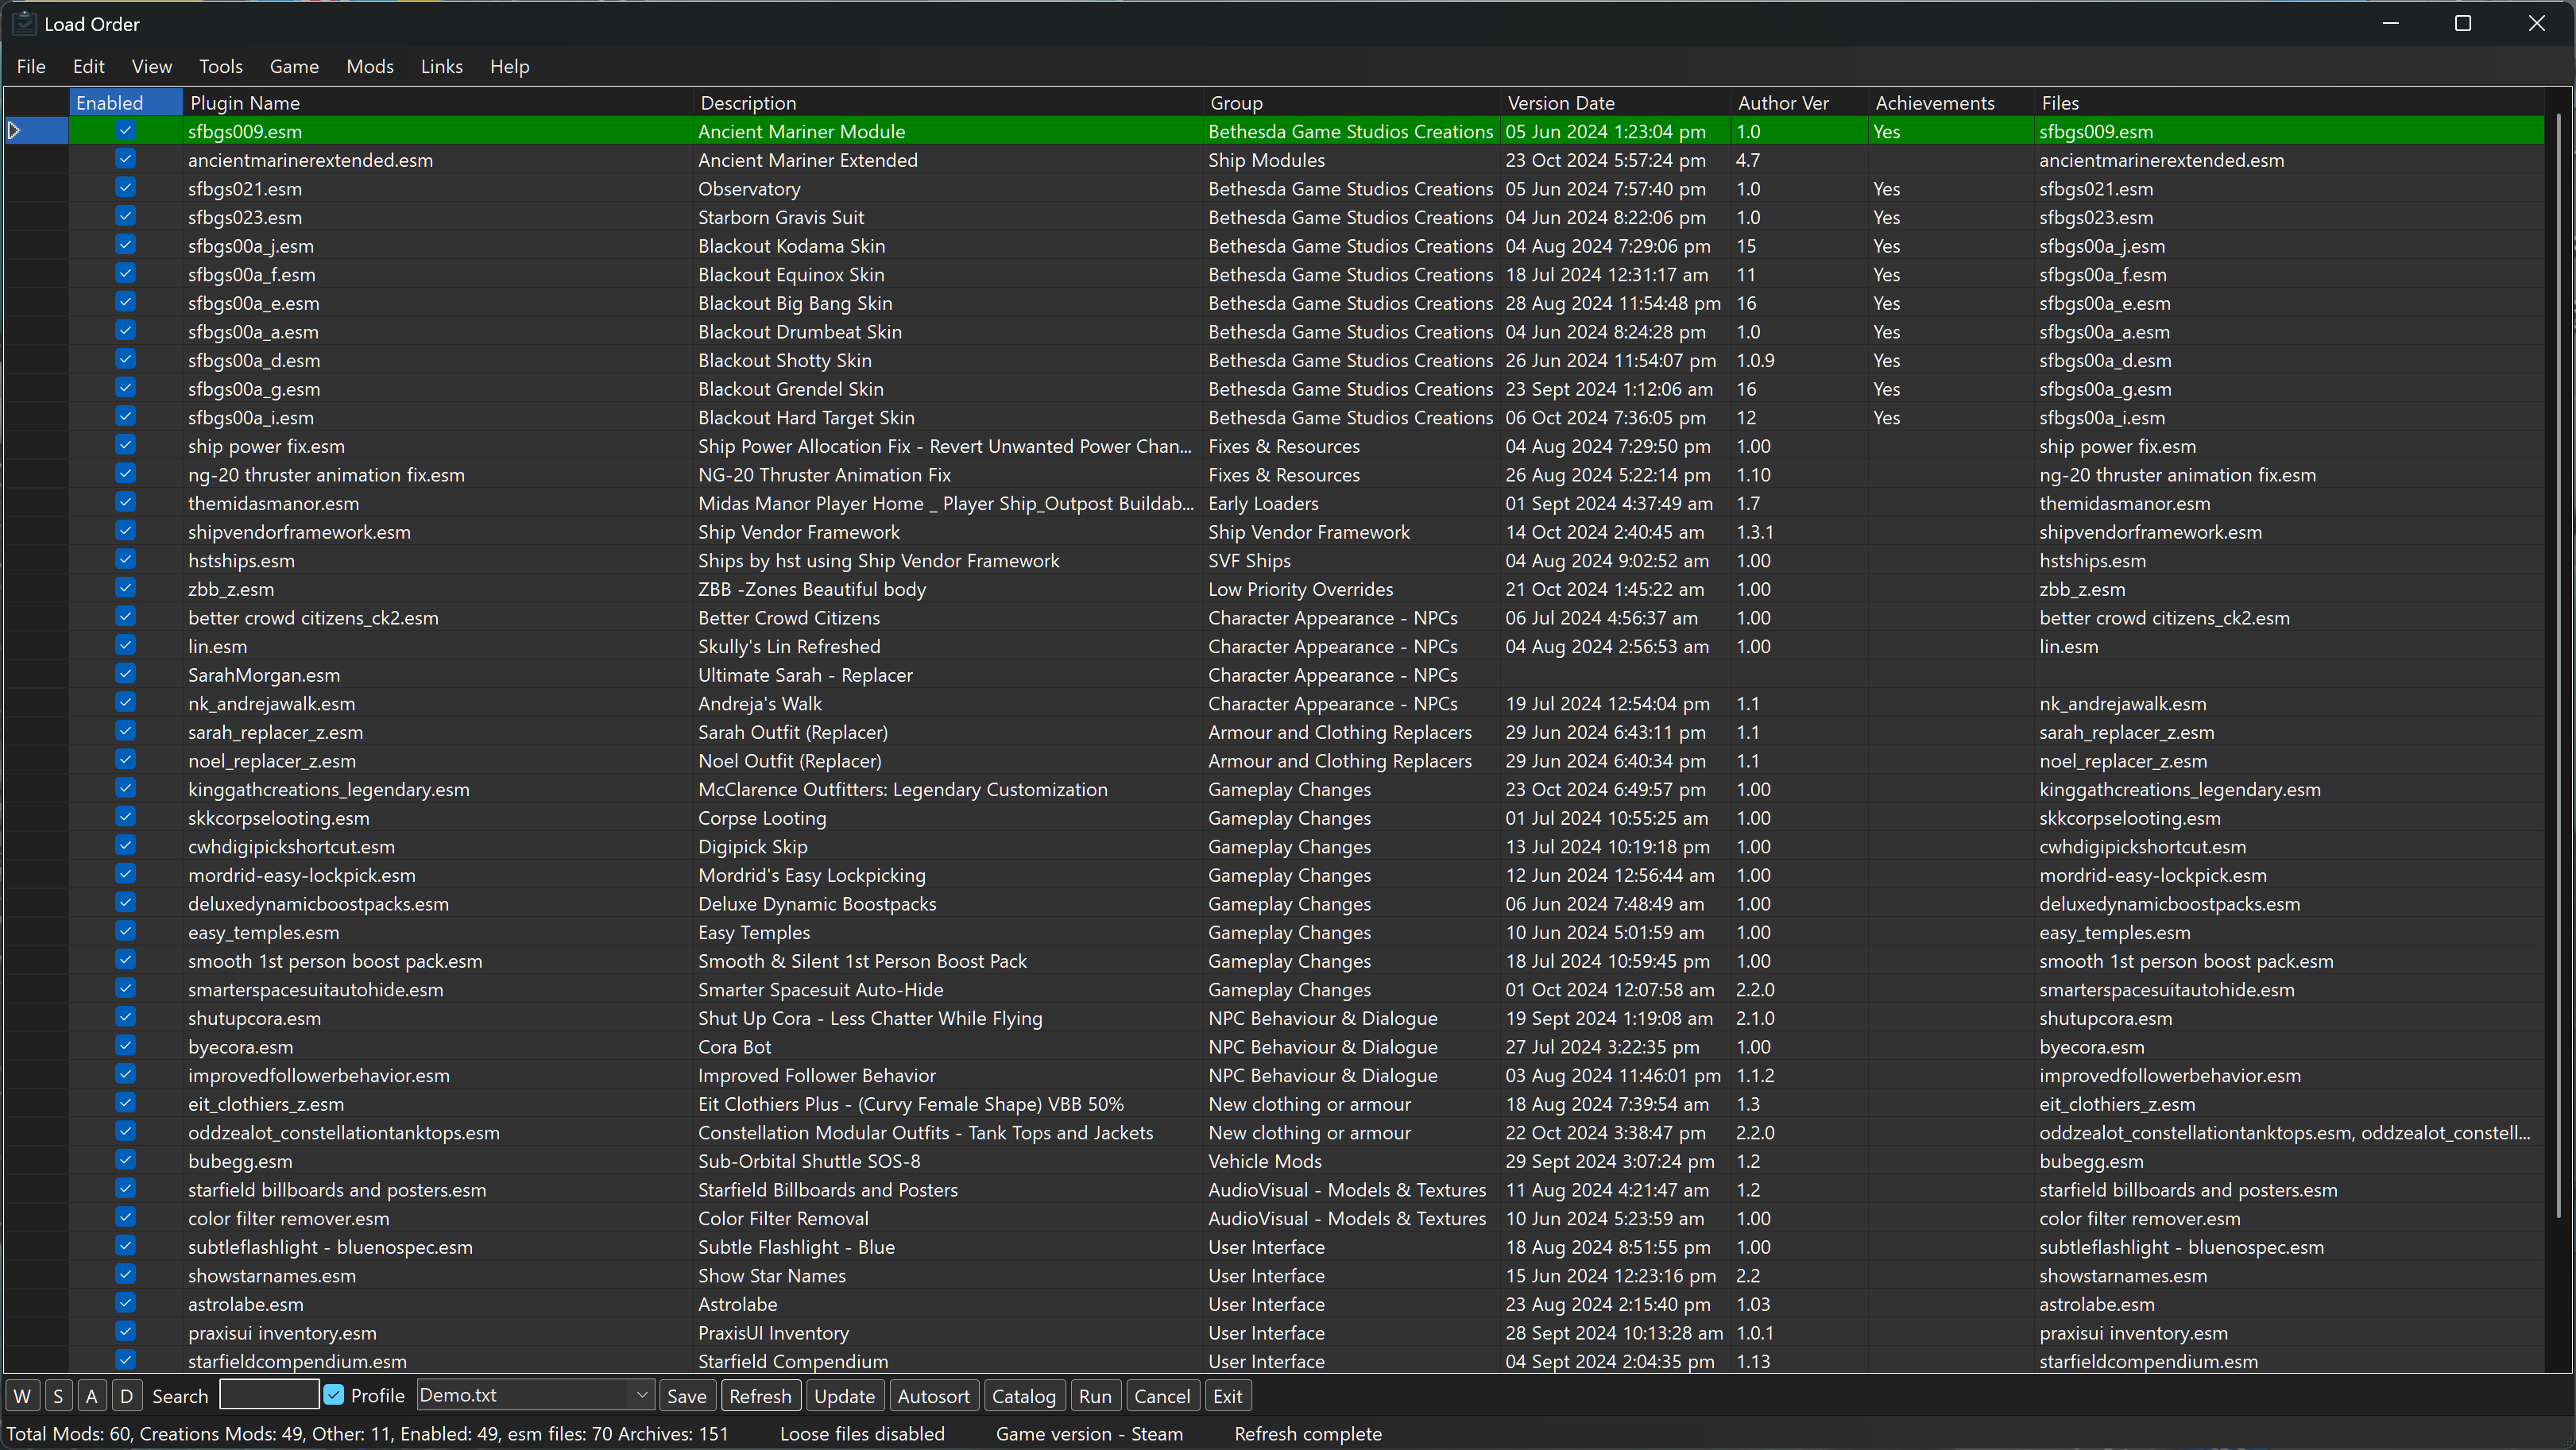 Load Order
File Edit View Tools Game Mods Links Help
Enabled Plugin Name Description Group Version Date Author Ver Achievements Files
sfbgs009.esm Ancient Mariner Module Bethesda Game Studios Creations 05 Jun 2024 1:23:04 pm 1.0 Yes sfbgs009.esm
ancientmarinerextended.esm Ancient Mariner Extended Ship Modules 23 Oct 2024 5:57:24 pm 4.7 ancientmarinerextended.esm
sfbgs021.esm Observatory Bethesda Game Studios Creations 05 Jun 2024 7:57:40 pm 1.0 Yes sfbgs021.esm
sfbgs023.esm Starborn Gravis Suit Bethesda Game Studios Creations 04 Jun 2024 8:22:06 pm 1.0 Yes sfbgs023.esm
sfbgs00a_j.esm Blackout Kodama Skin Bethesda Game Studios Creations 04 Aug 2024 7:29:06 pm 15 Yes sfbgs00a_j.esm
sfbgs00a_f.esm Blackout Equinox Skin Bethesda Game Studios Creations 18 Jul 2024 12:31:17 am 11 Yes sfbgs00a_f.esm
sfbgs00a_e.esm Blackout Big Bang Skin Bethesda Game Studios Creations 28 Aug 2024 11:54:48 pm 16 Yes sfbgs00a_e.esm
sfbgs00a_a.esm Blackout Drumbeat Skin Bethesda Game Studios Creations 04 Jun 2024 8:24:28 pm 1.0 Yes sfbgs00a_a.esm
sfbgs00a_d.esm Blackout Shotty Skin Bethesda Game Studios Creations 26 Jun 2024 11:54:07 pm 1.0.9 Yes sfbgs00a_d.esm
sfbgs00a_g.esm Blackout Grendel Skin Bethesda Game Studios Creations 23 Sept 2024 1:12:06 am 16 Yes sfbgs00a_g.esm
sfbgs00a_i.esm Blackout Hard Target Skin Bethesda Game Studios Creations 06 Oct 2024 7:36:05 pm 12 Yes sfbgs00a_i.esm
ship power fix.esm Ship Power Allocation Fix - Revert Unwanted Power Chan... Fixes & Resources 04 Aug 2024 7:29:50 pm 1.00 ship power fix.esm
ng-20 thruster animation fix.esm NG-20 Thruster Animation Fix Fixes & Resources 26 Aug 2024 5:22:14 pm 1.10 ng-20 thruster animation fix.esm
themidasmanor.esm Midas Manor Player Home _ Player Ship_Outpost Buildab... Early Loaders 01 Sept 2024 4:37:49 am 1.7 themidasmanor.esm
shipvendorframework.esm Ship Vendor Framework Ship Vendor Framework 14 Oct 2024 2:40:45 am 1.3.1 shipvendorframework.esm
hstships.esm Ships by hst using Ship Vendor Framework SVF Ships 04 Aug 2024 9:02:52 am 1.00 hstships.esm
zbb_z.esm ZBB -Zones Beautiful body Low Priority Overrides 21 Oct 2024 1:45:22 am 1.00 zbb_z.esm
better crowd citizens_ck2.esm Better Crowd Citizens Character Appearance - NPCs 06 Jul 2024 4:56:37 am 1.00 better crowd citizens_ck2.esm
lin.esm Skully's Lin Refreshed Character Appearance - NPCs 04 Aug 2024 2:56:53 am 1.00 lin.esm
SarahMorgan.esm Ultimate Sarah - Replacer Character Appearance - NPCs
nk_andrejawalk.esm Andreja's Walk Character Appearance - NPCs 19 Jul 2024 12:54:04 pm 1.1 nk_andrejawalk.esm
sarah_replacer_z.esm Sarah Outfit (Replacer) Armour and Clothing Replacers 29 Jun 2024 6:43:11 pm 1.1 sarah_replacer_z.esm
noel_replacer_z.esm Noel Outfit (Replacer) Armour and Clothing Replacers 29 Jun 2024 6:40:34 pm 1.1 noel_replacer_z.esm
kinggathcreations_legendary.esm McClarence Outfitters: Legendary Customization Gameplay Changes 23 Oct 2024 6:49:57 pm 1.00 kinggathcreations_legendary.esm
skkcorpselooting.esm Corpse Looting Gameplay Changes 01 Jul 2024 10:55:25 am 1.00 skkcorpselooting.esm
cwhdigipickshortcut.esm Digipick Skip Gameplay Changes 13 Jul 2024 10:19:18 pm 1.00 cwhdigipickshortcut.esm
mordrid-easy-lockpick.esm Mordrid's Easy Lockpicking Gameplay Changes 12 Jun 2024 12:56:44 am 1.00 mordrid-easy-lockpick.esm
deluxedynamicboostpacks.esm Deluxe Dynamic Boostpacks Gameplay Changes 06 Jun 2024 7:48:49 am 1.00 deluxedynamicboostpacks.esm
easy_temples.esm Easy Temples Gameplay Changes 10 Jun 2024 5:01:59 am 1.00 easy_temples.esm
smooth 1st person boost pack.esm Smooth & Silent 1st Person Boost Pack Gameplay Changes 18 Jul 2024 10:59:45 pm 1.00 smooth 1st person boost pack.esm
smarterspacesuitautohide.esm Smarter Spacesuit Auto-Hide Gameplay Changes 01 Oct 2024 12:07:58 am 2.2.0 smarterspacesuitautohide.esm
shutupcora.esm Shut Up Cora - Less Chatter While Flying NPC Behaviour & Dialogue 19 Sept 2024 1:19:08 am 2.1.0 shutupcora.esm
byecora.esm Cora Bot NPC Behaviour & Dialogue 27 Jul 2024 3:22:35 pm 1.00 byecora.esm
improvedfollowerbehavior.esm Improved Follower Behavior NPC Behaviour & Dialogue 03 Aug 2024 11:46:01 pm 1.1.2 improvedfollowerbehavior.esm
eit_clothiers_z.esm Eit Clothiers Plus - (Curvy Female Shape) VBB 50% New clothing or armour 18 Aug 2024 7:39:54 am 1.3 eit_clothiers_z.esm
oddzealot_constellationtanktops.esm Constellation Modular Outfits - Tank Tops and Jackets New clothing or armour 22 Oct 2024 3:38:47 pm 2.2.0 oddzealot_constellationtanktops.esm, oddzealot_constell...
bubegg.esm Sub-Orbital Shuttle SOS-8 Vehicle Mods 29 Sept 2024 3:07:24 pm 1.2 bubegg.esm
starfield billboards and posters.esm Starfield Billboards and Posters AudioVisual - Models & Textures 11 Aug 2024 4:21:47 am 1.2 starfield billboards and posters.esm
color filter remover.esm Color Filter Removal AudioVisual - Models & Textures 10 Jun 2024 5:23:59 am 1.00 color filter remover.esm
subtleflashlight - bluenospec.esm Subtle Flashlight - Blue User Interface 18 Aug 2024 8:51:55 pm 1.00 subtleflashlight - bluenospec.esm
showstarnames.esm Show Star Names User Interface 15 Jun 2024 12:23:16 pm 2.2 showstarnames.esm
astrolabe.esm Astrolabe User Interface 23 Aug 2024 2:15:40 pm 1.03 astrolabe.esm
praxisui inventory.esm PraxisUI Inventory User Interface 28 Sept 2024 10:13:28 am 1.0.1 praxisui inventory.esm
starfieldcompendium.esm Starfield Compendium User Interface 04 Sept 2024 2:04:35 pm 1.13 starfieldcompendium.esm
W S A D Search Profile Demo.txt Save Refresh Update Autosort Catalog Run Cancel Exit
Total Mods: 60, Creations Mods: 49, Other: 11, Enabled: 49, esm files: 70 Archives: 151 Loose files disabled Game version - Steam Refresh complete